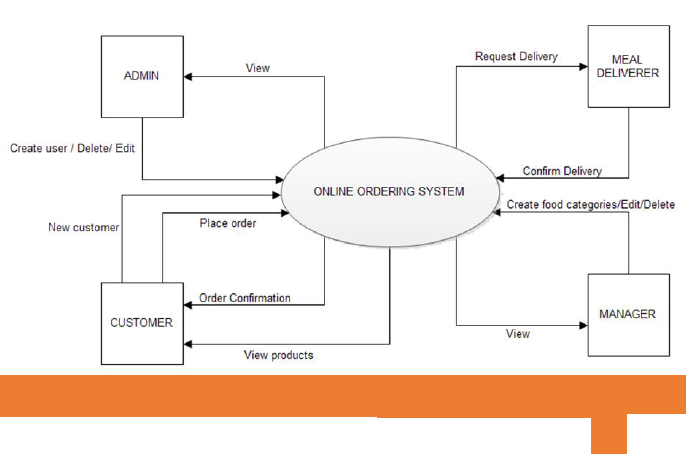 Request Delivery
MEAL
DELIVERER
View
ADMIN
Create user / Delete/ Edit
Confirm Delivery
ONLINE ORDERING SYSTEM
Create food categories/Edit/Delete
New customer
Place order
Order Confirmation
CUSTOMER
MANAGER
View
View products